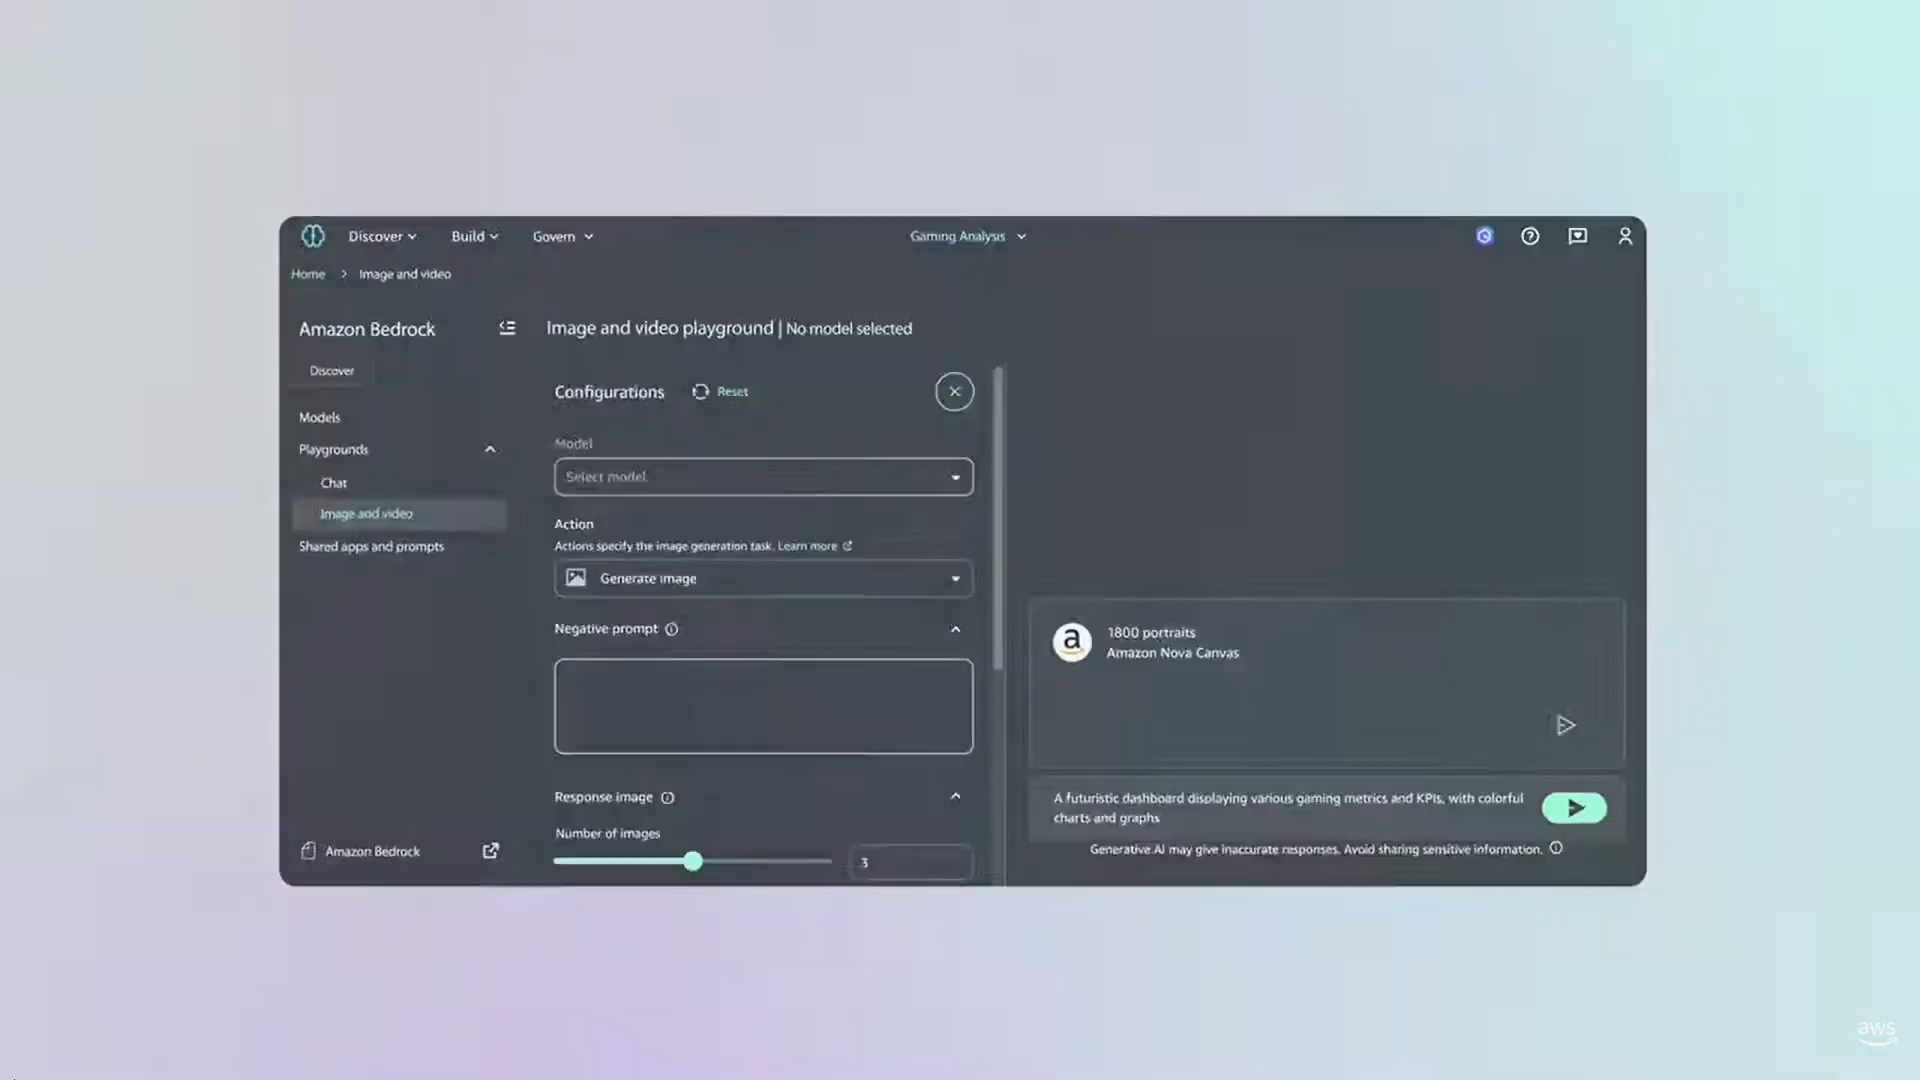 Discover
Build
Govern
Gaming Analysis
Home > Image and video
Amazon Bedrock
Image and video playground | No model selected
Discover
Configurations
Reset
Models
Model
Playgrounds
Select model
Chat
Image and video
Action
Shared apps and prompts
Actions specify the image generation task. Learn more
Generate image
Negative prompt
1800 portraits
Amazon Nova Canvas
Response image
A futuristic dashboard displaying various gaming metrics and KPIs, with colorful
charts and graphs
Number of images
Amazon Bedrock
Generative AI may give inaccurate responses. Avoid sharing sensitive information.
3
aws